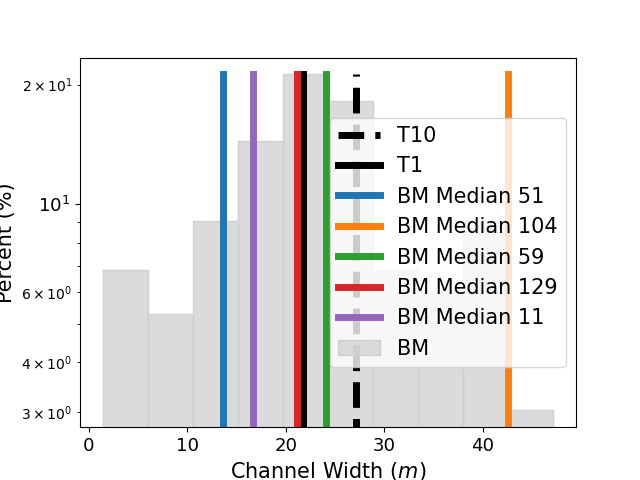 2 × 10¹
10¹
6 × 10⁰
4 × 10⁰
3 × 10⁰
Percent (%)
T10
T1
BM Median 51
BM Median 104
BM Median 59
BM Median 129
BM Median 11
BM
0 10 20 30 40
Channel Width (m)